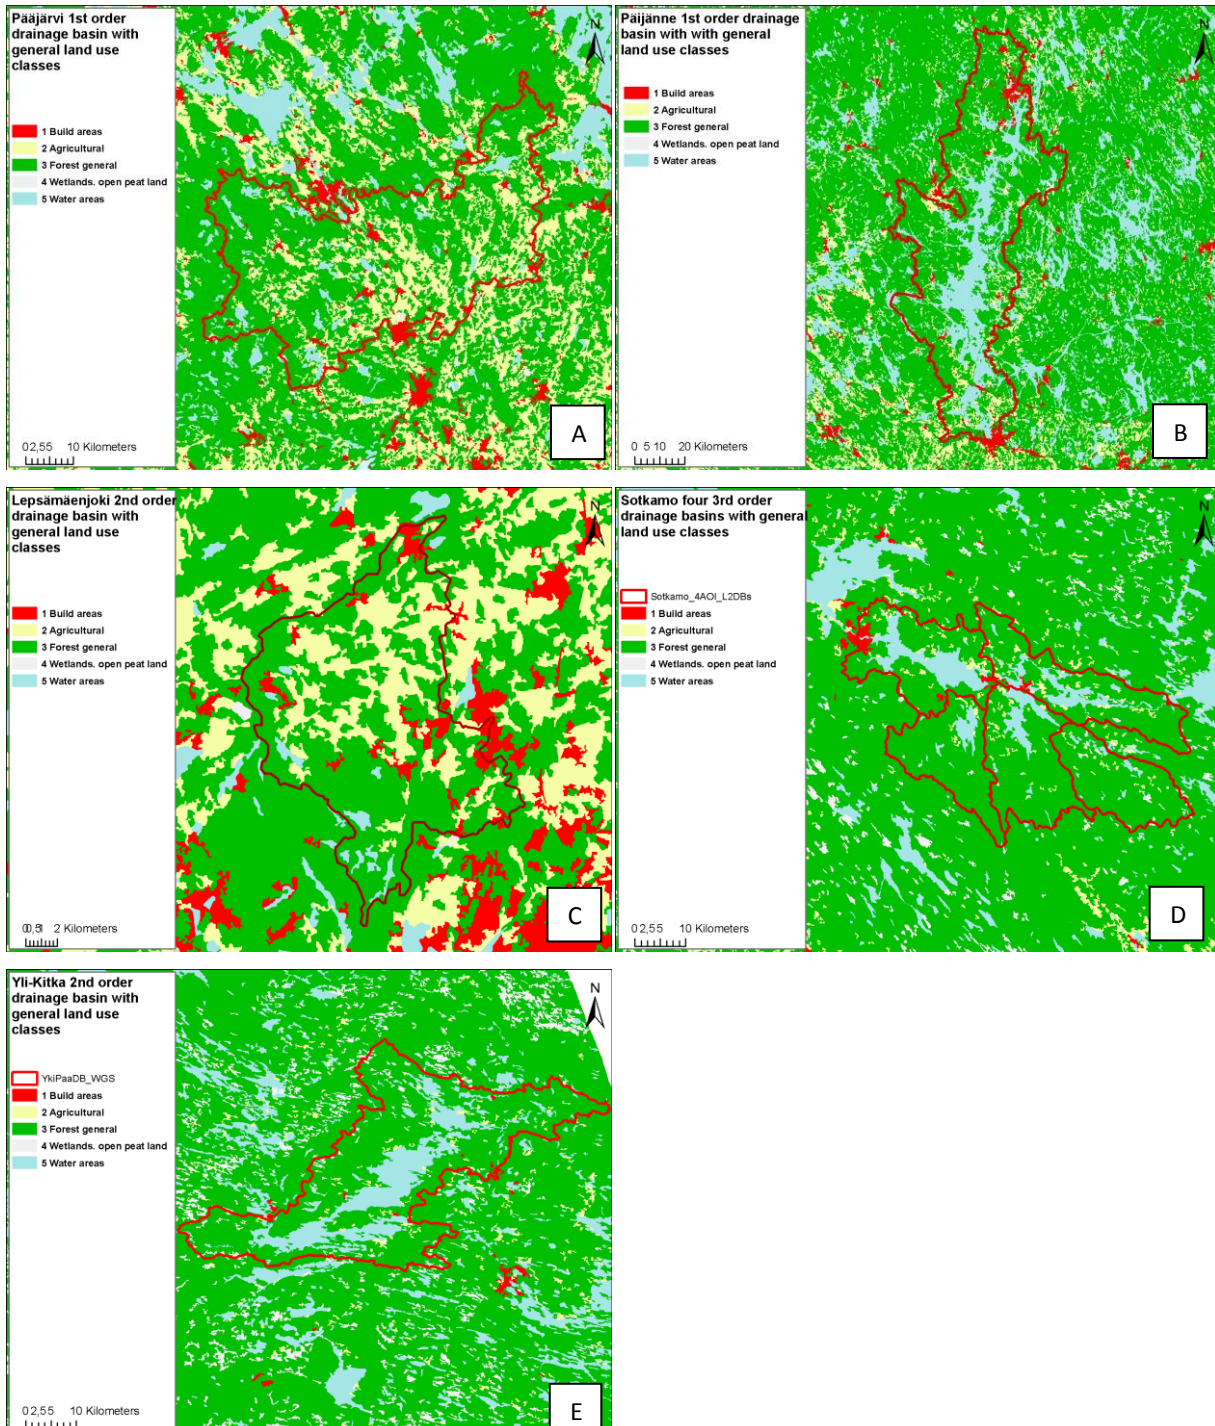 Pääjärvi 1st order
drainage basin with
general land use
classes
1 Build areas
2 Agricultural
3 Forest general
4 Wetlands. open peat land
5 Water areas
02,55 10 Kilometers
N
A
Päijänne 1st order drainage
basin with with general
land use classes
1 Build areas
2 Agricultural
3 Forest general
4 Wetlands. open peat land
5 Water areas
0 5 10 20 Kilometers
N
B
Lepsämäenjoki 2nd order
drainage basin with
general land use
classes
1 Build areas
2 Agricultural
3 Forest general
4 Wetlands. open peat land
5 Water areas
2 Kilometers
N
C
Sotkamo four 3rd order
drainage basins with general
land use classes
Sotkamo_4AOI_L2DBs
1 Build areas
2 Agricultural
3 Forest general
4 Wetlands. open peat land
5 Water areas
02,55 10 Kilometers
N
D
Yli-Kitka 2nd order
drainage basin with
general land use
classes
YkiPaaDB_WGS
1 Build areas
2 Agricultural
3 Forest general
4 Wetlands. open peat land
5 Water areas
02,55 10 Kilometers
N
E